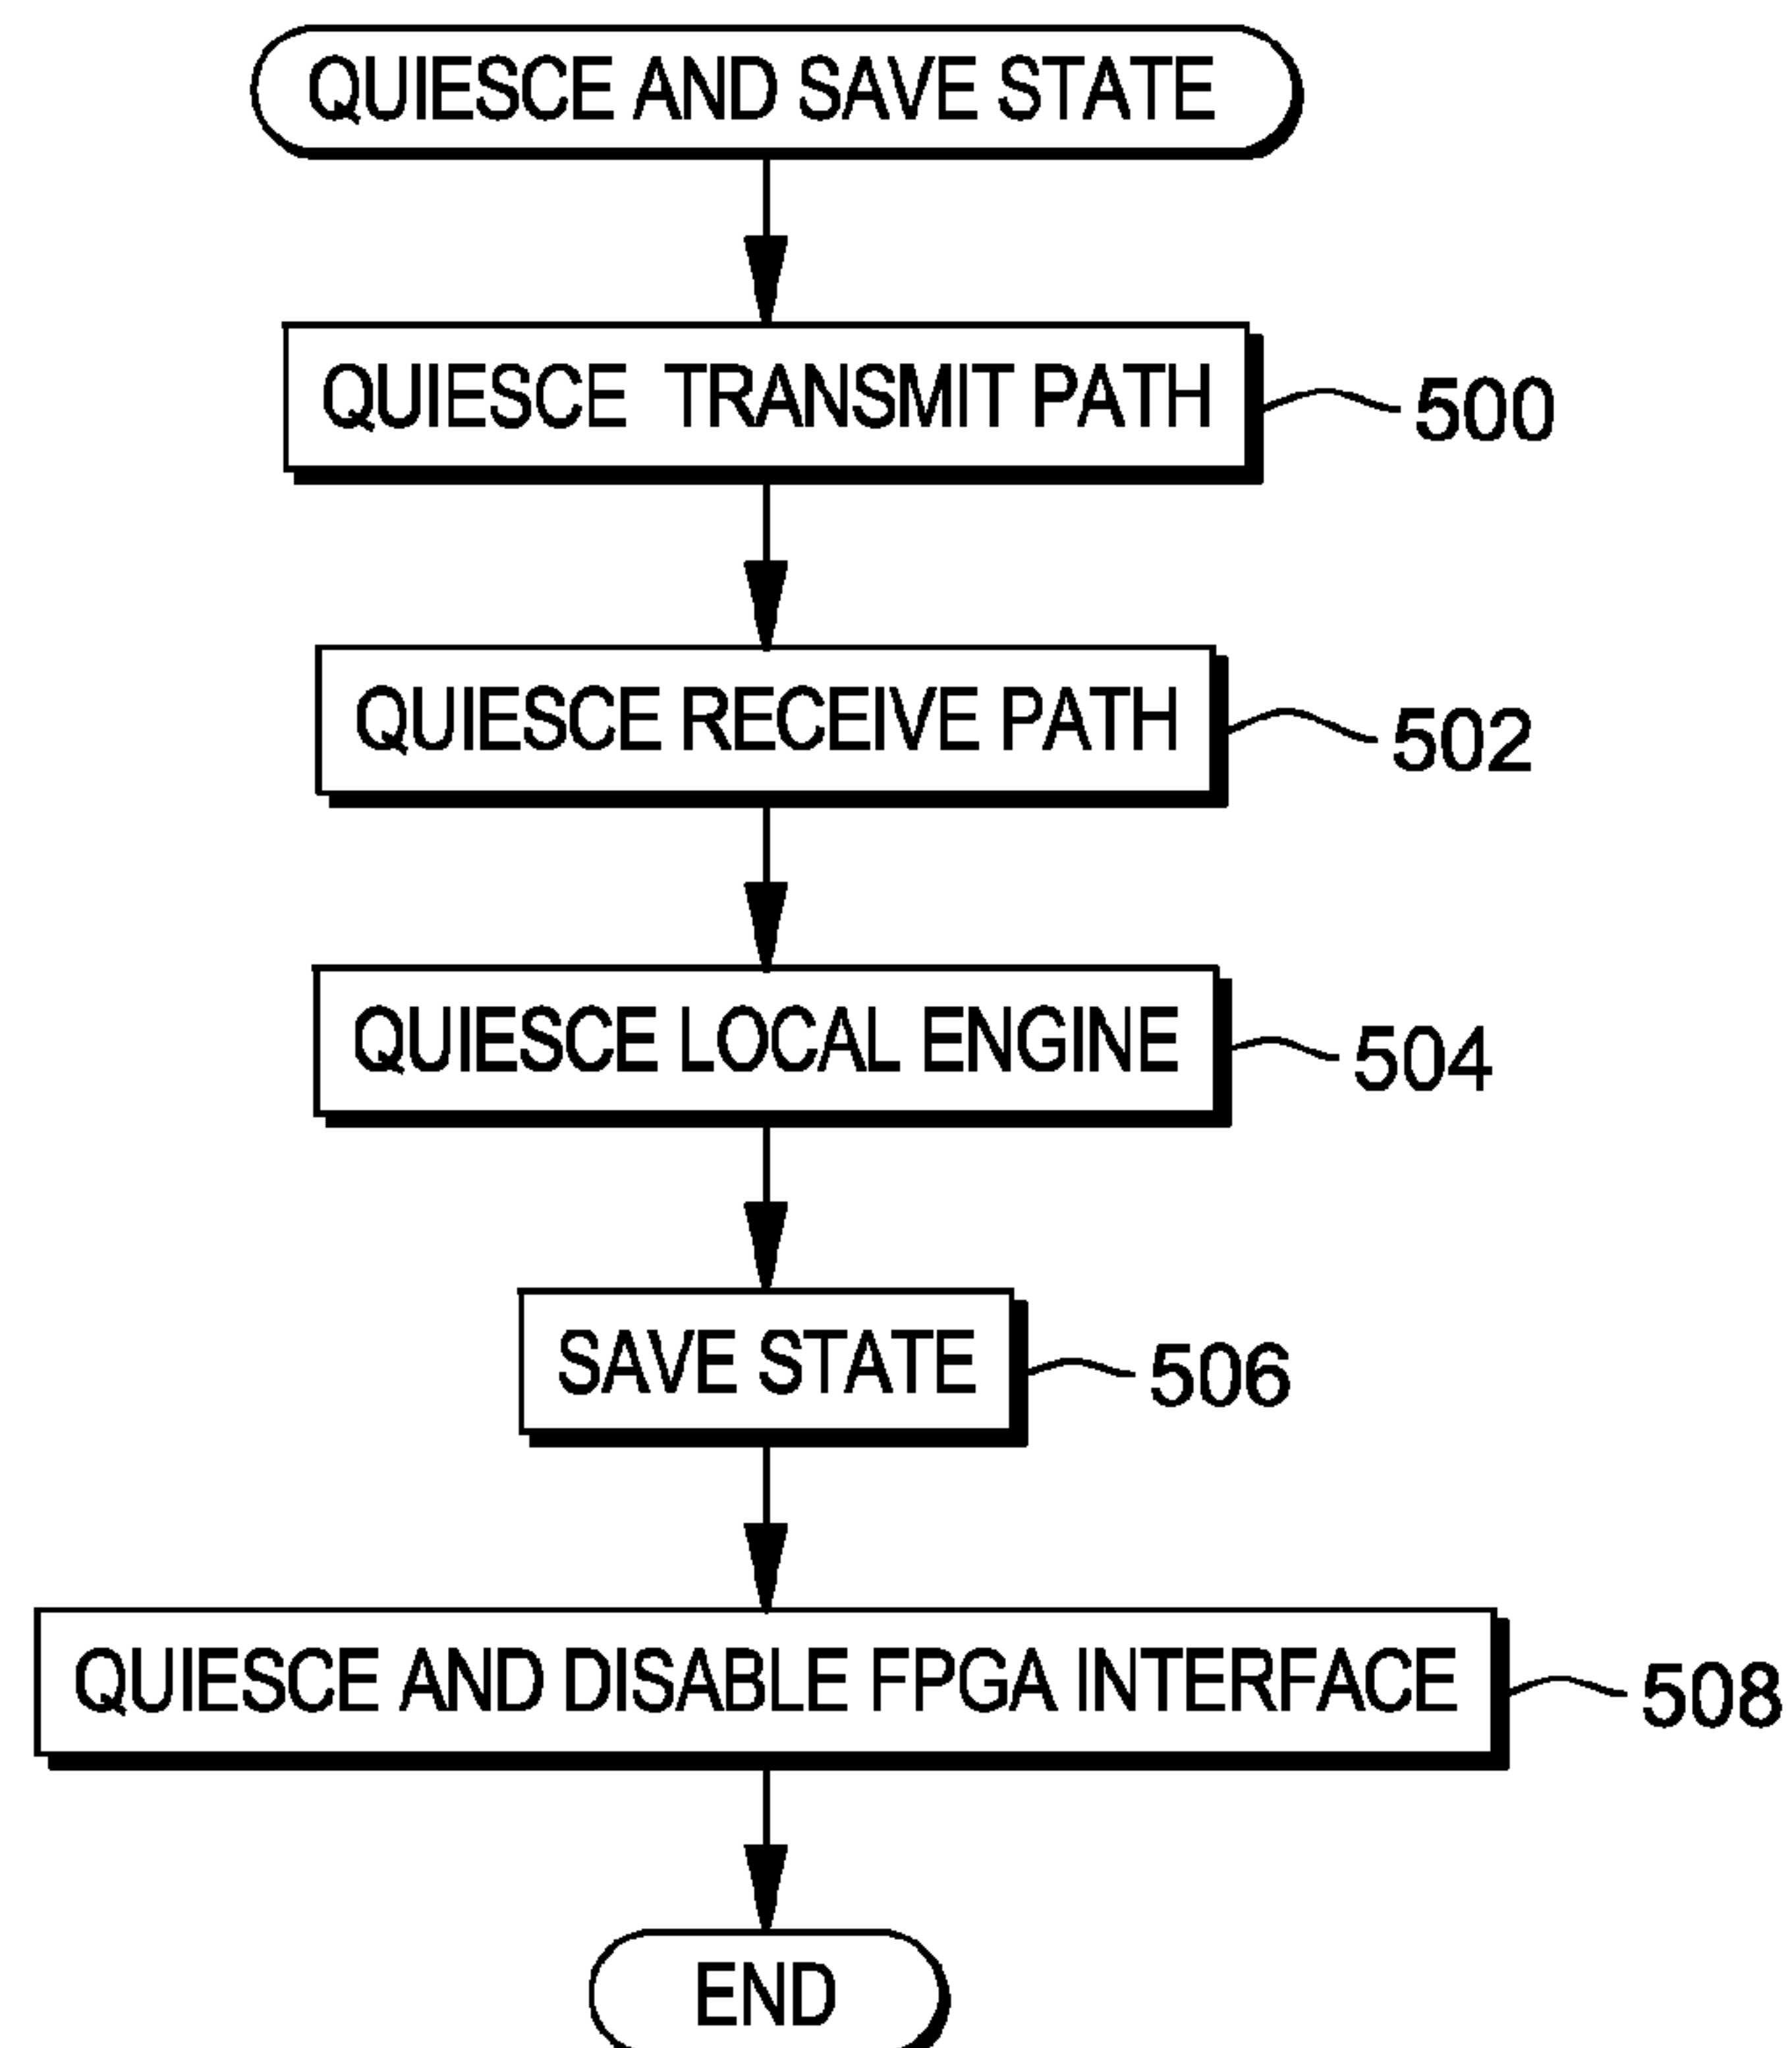 QUIESCE AND SAVE STATE
QUIESCE TRANSMIT PATH
500
QUIESCE RECEIVE PATH
502
QUIESCE LOCAL ENGINE
504
SAVE STATE
506
QUIESCE AND DISABLE FPGA INTERFACE
508
END